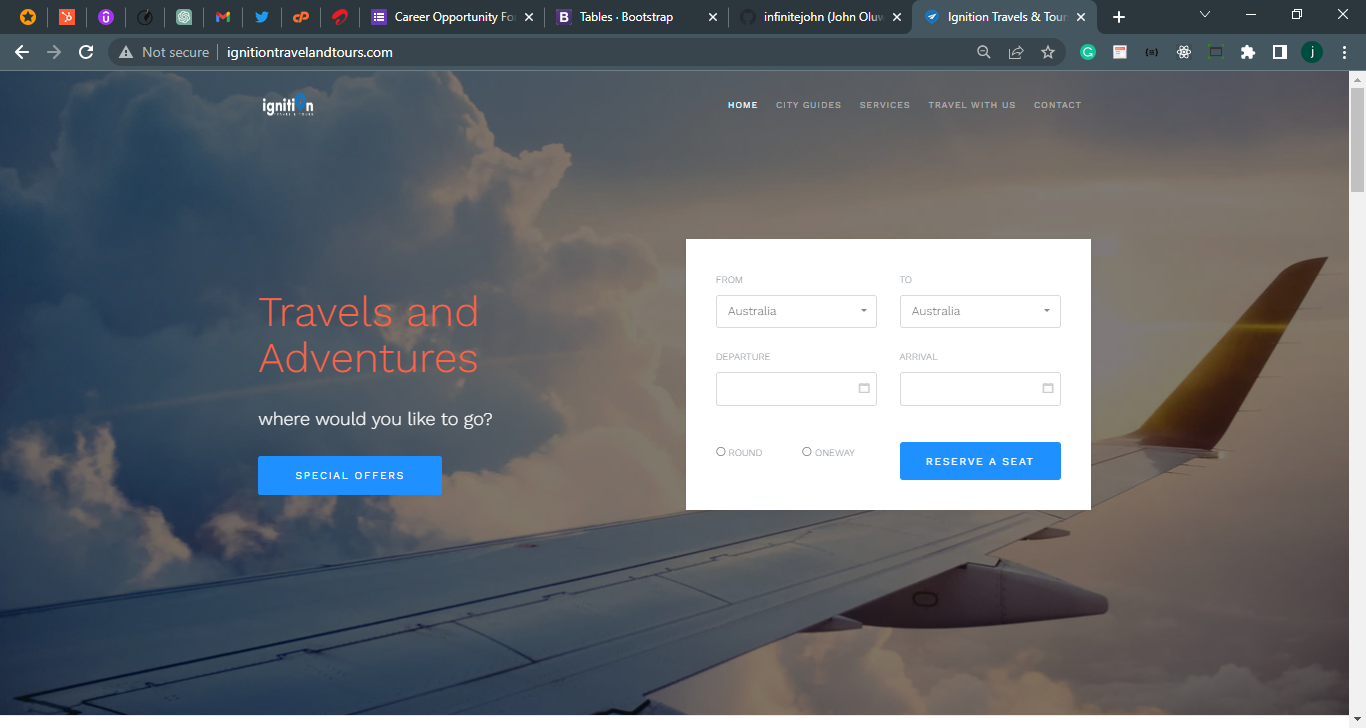 Career Opportunity Fo
Tables · Bootstrap
infinitejohn (John Oluw
Ignition Travels & Tour
Not secure
ignitiontravelandtours.com
j
ignition
TRAVEL & TOURS
HOME
CITY GUIDES
SERVICES
TRAVEL WITH US
CONTACT
Travels and
Adventures
where would you like to go?
SPECIAL OFFERS
FROM
TO
Australia
Australia
DEPARTURE
ARRIVAL
ROUND
ONEWAY
RESERVE A SEAT